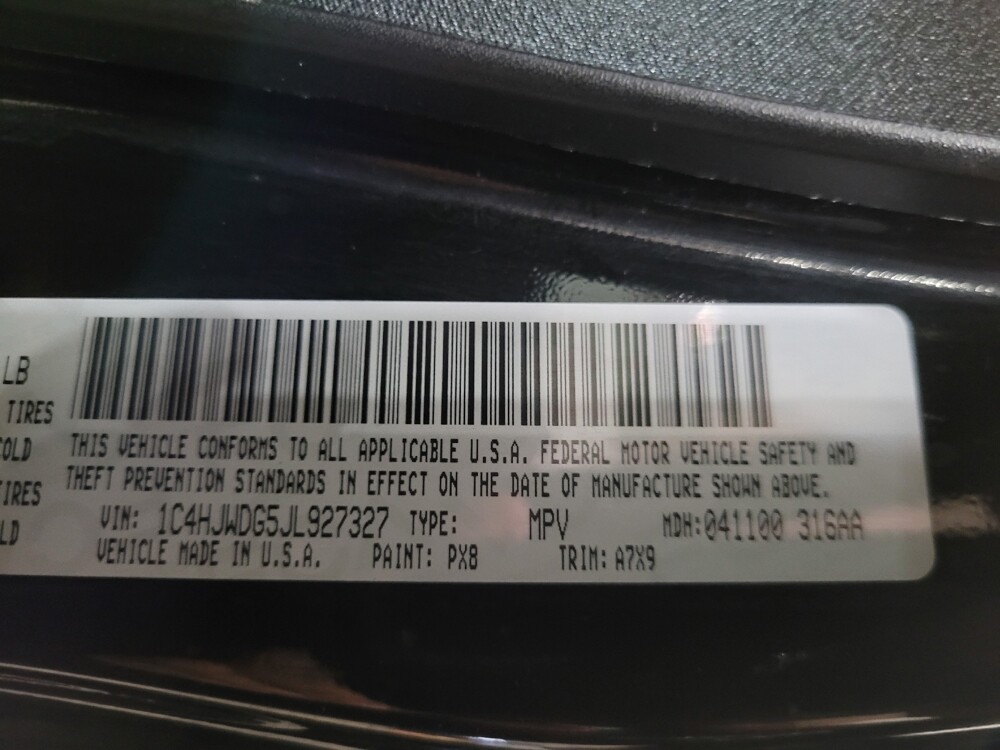 LB
TIRES
COLD THIS VEHICLE CONFORMS TO ALL APPLICABLE U.S.A. FEDERAL MOTOR VEHICLE SAFETY AND
TIRES THEFT PREVENTION STANDARDS IN EFFECT ON THE DATE OF MANUFACTURE SHOWN ABOVE.
LD VIN: 1C4HJWDG5JL927327 TYPE: MPV MDH:041100 316AA
VEHICLE MADE IN U.S.A. PAINT: PX8 TRIM: A7X9